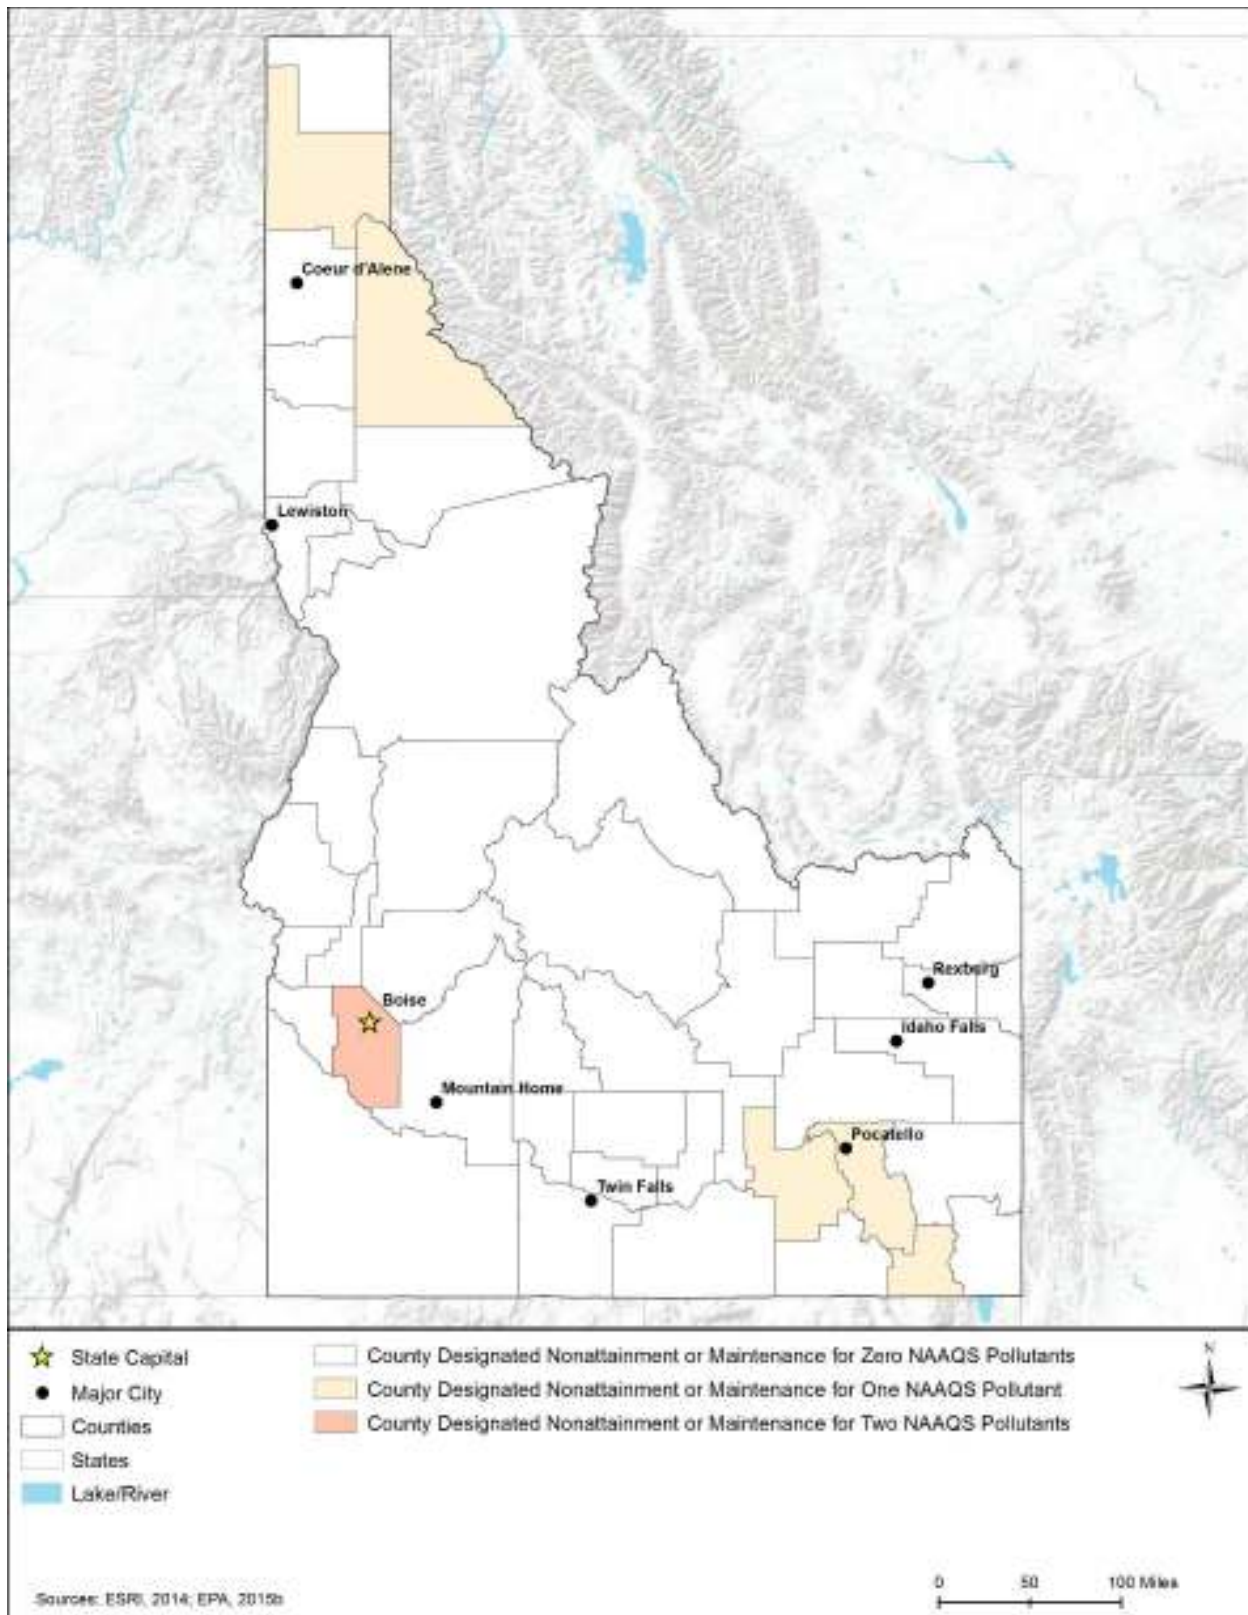 Coeur d'Alene
Lewiston
Rexburg
Boise
Idaho Falls
Mountain Home
Pocatello
Twin Falls
State Capital
Major City
Counties
States
Lake/River
County Designated Nonattainment or Maintenance for Zero NAAQS Pollutants
County Designated Nonattainment or Maintenance for One NAAQS Pollutant
County Designated Nonattainment or Maintenance for Two NAAQS Pollutants
N
Sources: ESRI, 2014; EPA, 2015b
0 50 100 Miles